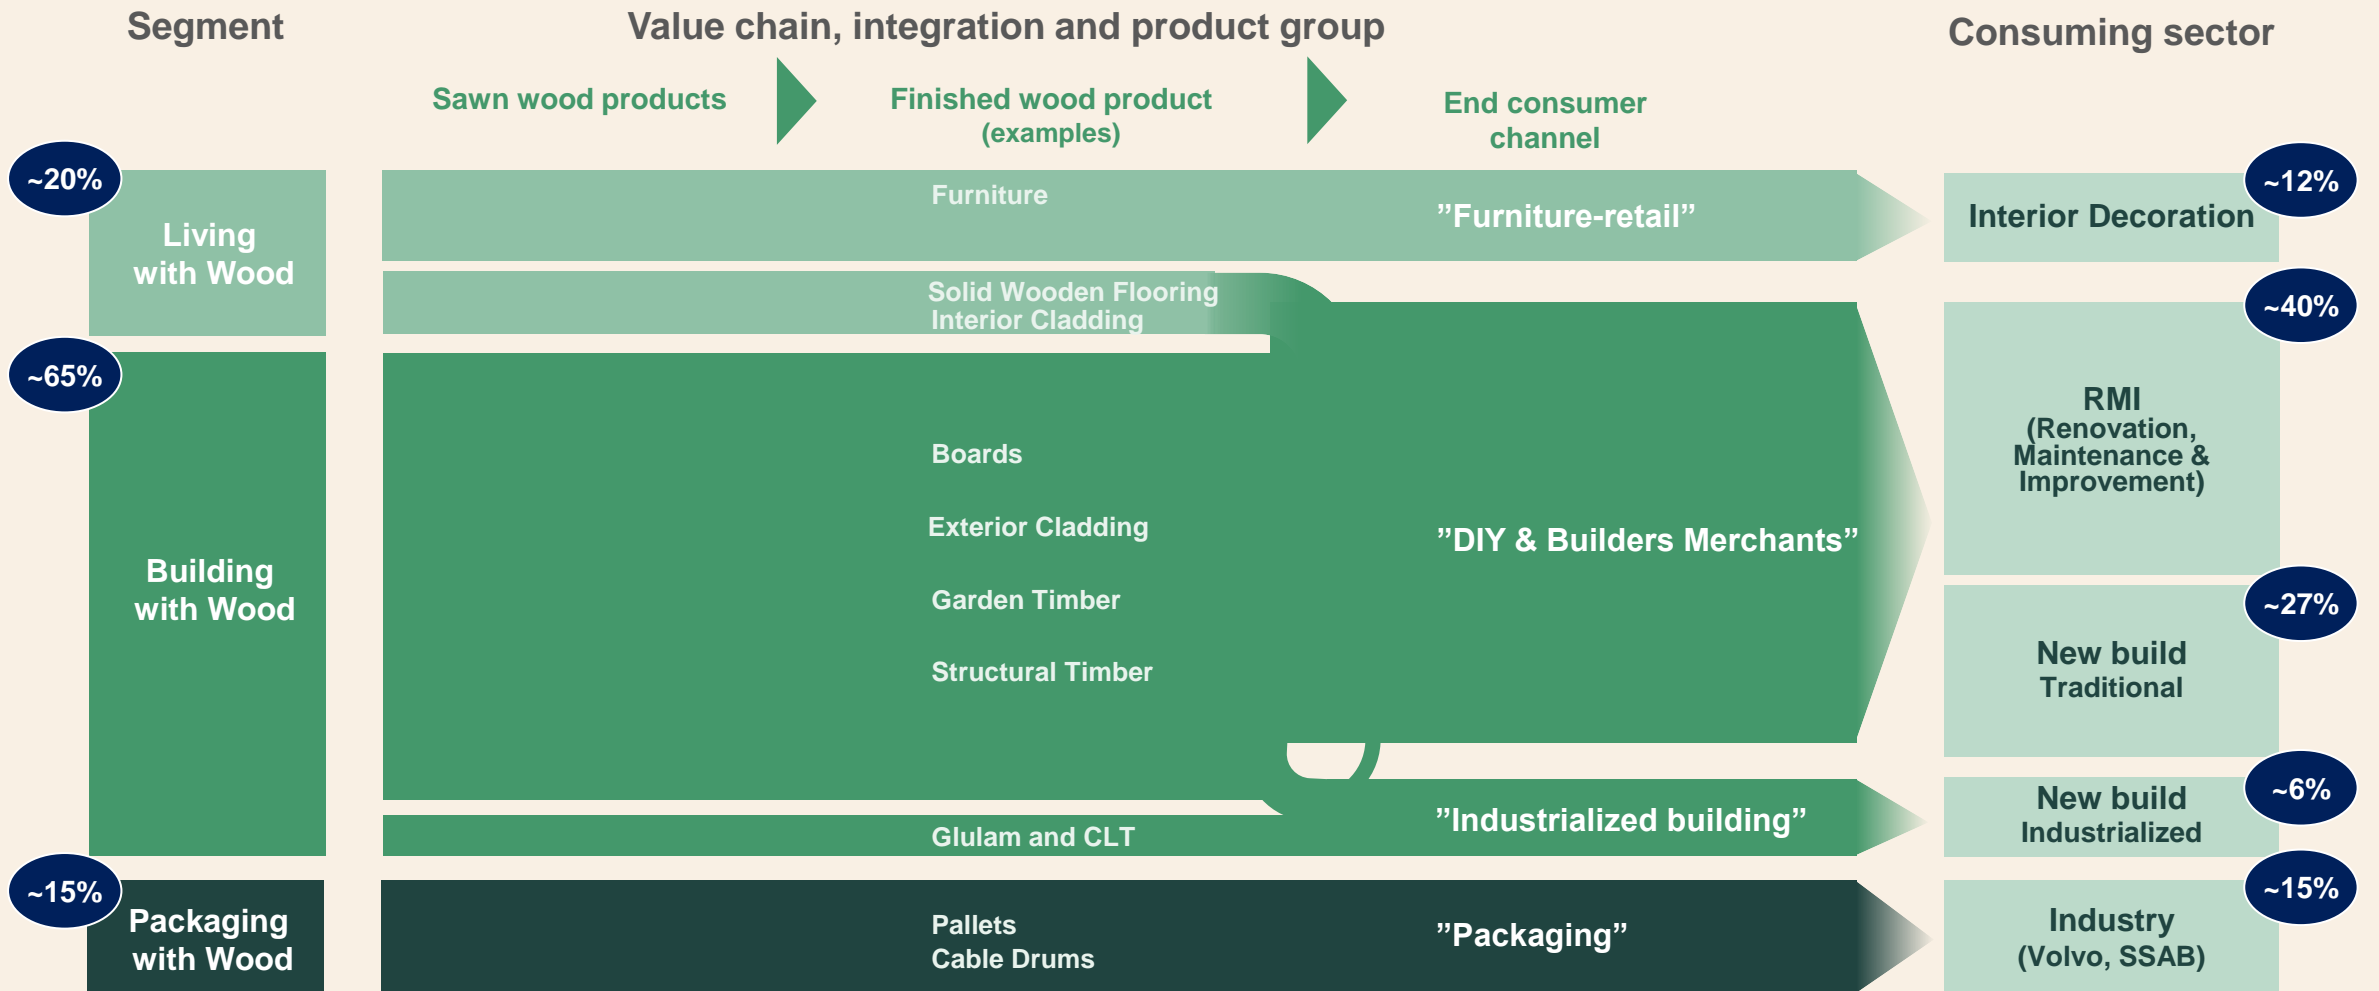 Segment
Value chain, integration and product group
Consuming sector
Sawn wood products
Finished wood product
(examples)
End consumer
channel
~20%
Living
with Wood
Furniture
”Furniture-retail”
Interior Decoration
~12%
Solid Wooden Flooring
Interior Cladding
~65%
Building
with Wood
Boards
Exterior Cladding
Garden Timber
Structural Timber
”DIY & Builders Merchants”
~40%
RMI
(Renovation,
Maintenance &
Improvement)
~27%
New build
Traditional
Glulam and CLT
”Industrialized building”
~6%
New build
Industrialized
~15%
Packaging
with Wood
Pallets
Cable Drums
”Packaging”
~15%
Industry
(Volvo, SSAB)